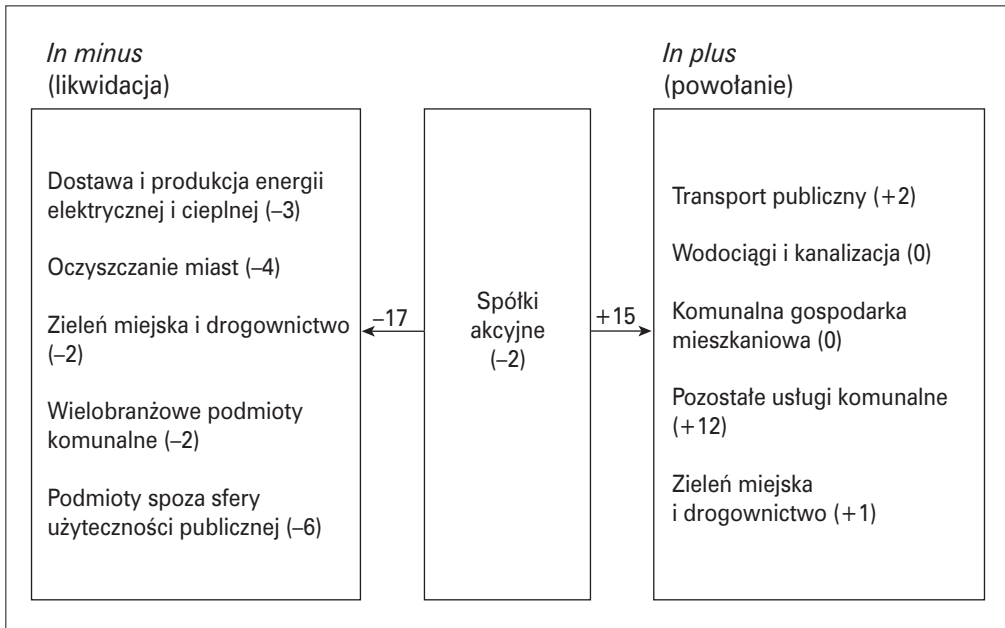 In minus
(likwidacja)
Dostawa i produkcja energii
elektrycznej i cieplnej (–3)
Oczyszczanie miast (–4)
Zieleń miejska i drogownictwo
(–2)
Wielobranżowe podmioty
komunalne (–2)
Podmioty spoza sfery
użyteczności publicznej (–6)
–17
Spółki
akcyjne
(–2)
+15
In plus
(powołanie)
Transport publiczny (+2)
Wodociągi i kanalizacja (0)
Komunalna gospodarka
mieszkaniowa (0)
Pozostałe usługi komunalne
(+12)
Zieleń miejska
i drogownictwo (+1)